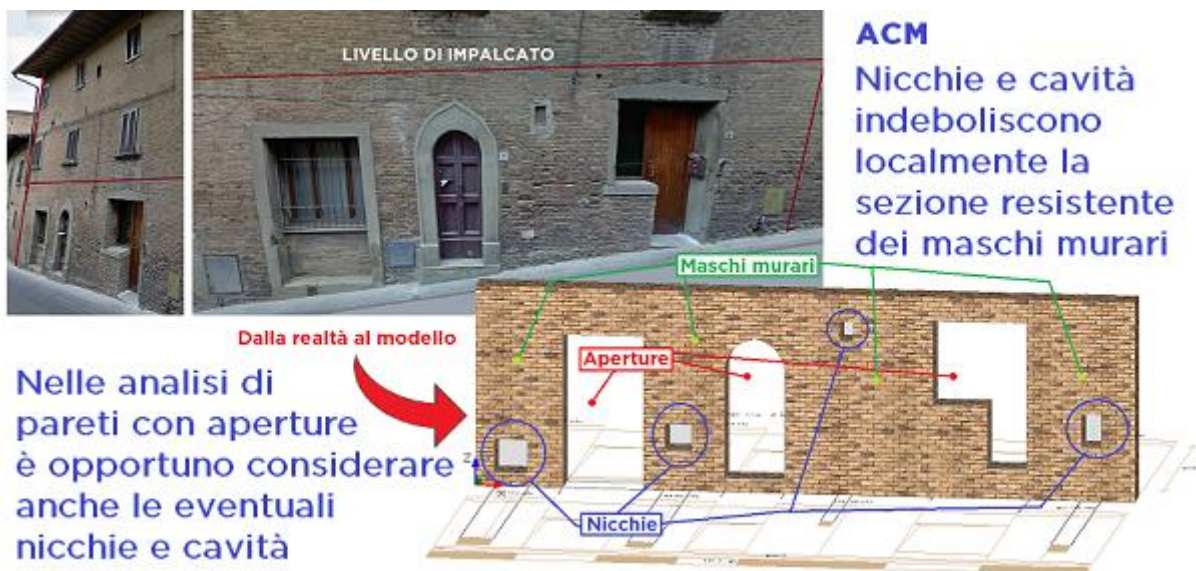 LIVELLO DI IMPALCATO
ACM
Nicchie e cavità
indeboliscono
localmente la
sezione resistente
dei maschi murari
Maschi murari
Dalla realtà al modello
Aperture
Nelle analisi di
pareti con aperture
è opportuno considerare
anche le eventuali
nicchie e cavità
Z
X
Nicchie